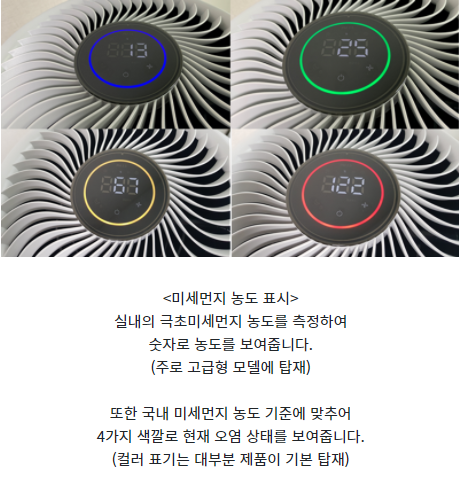 13
25
67
122
<미세먼지 농도 표시>
실내의 극초미세먼지 농도를 측정하여
숫자로 농도를 보여줍니다.
(주로 고급형 모델에 탑재)
또한 국내 미세먼지 농도 기준에 맞추어
4가지 색깔로 현재 오염 상태를 보여줍니다.
(컬러 표기는 대부분 제품이 기본 탑재)